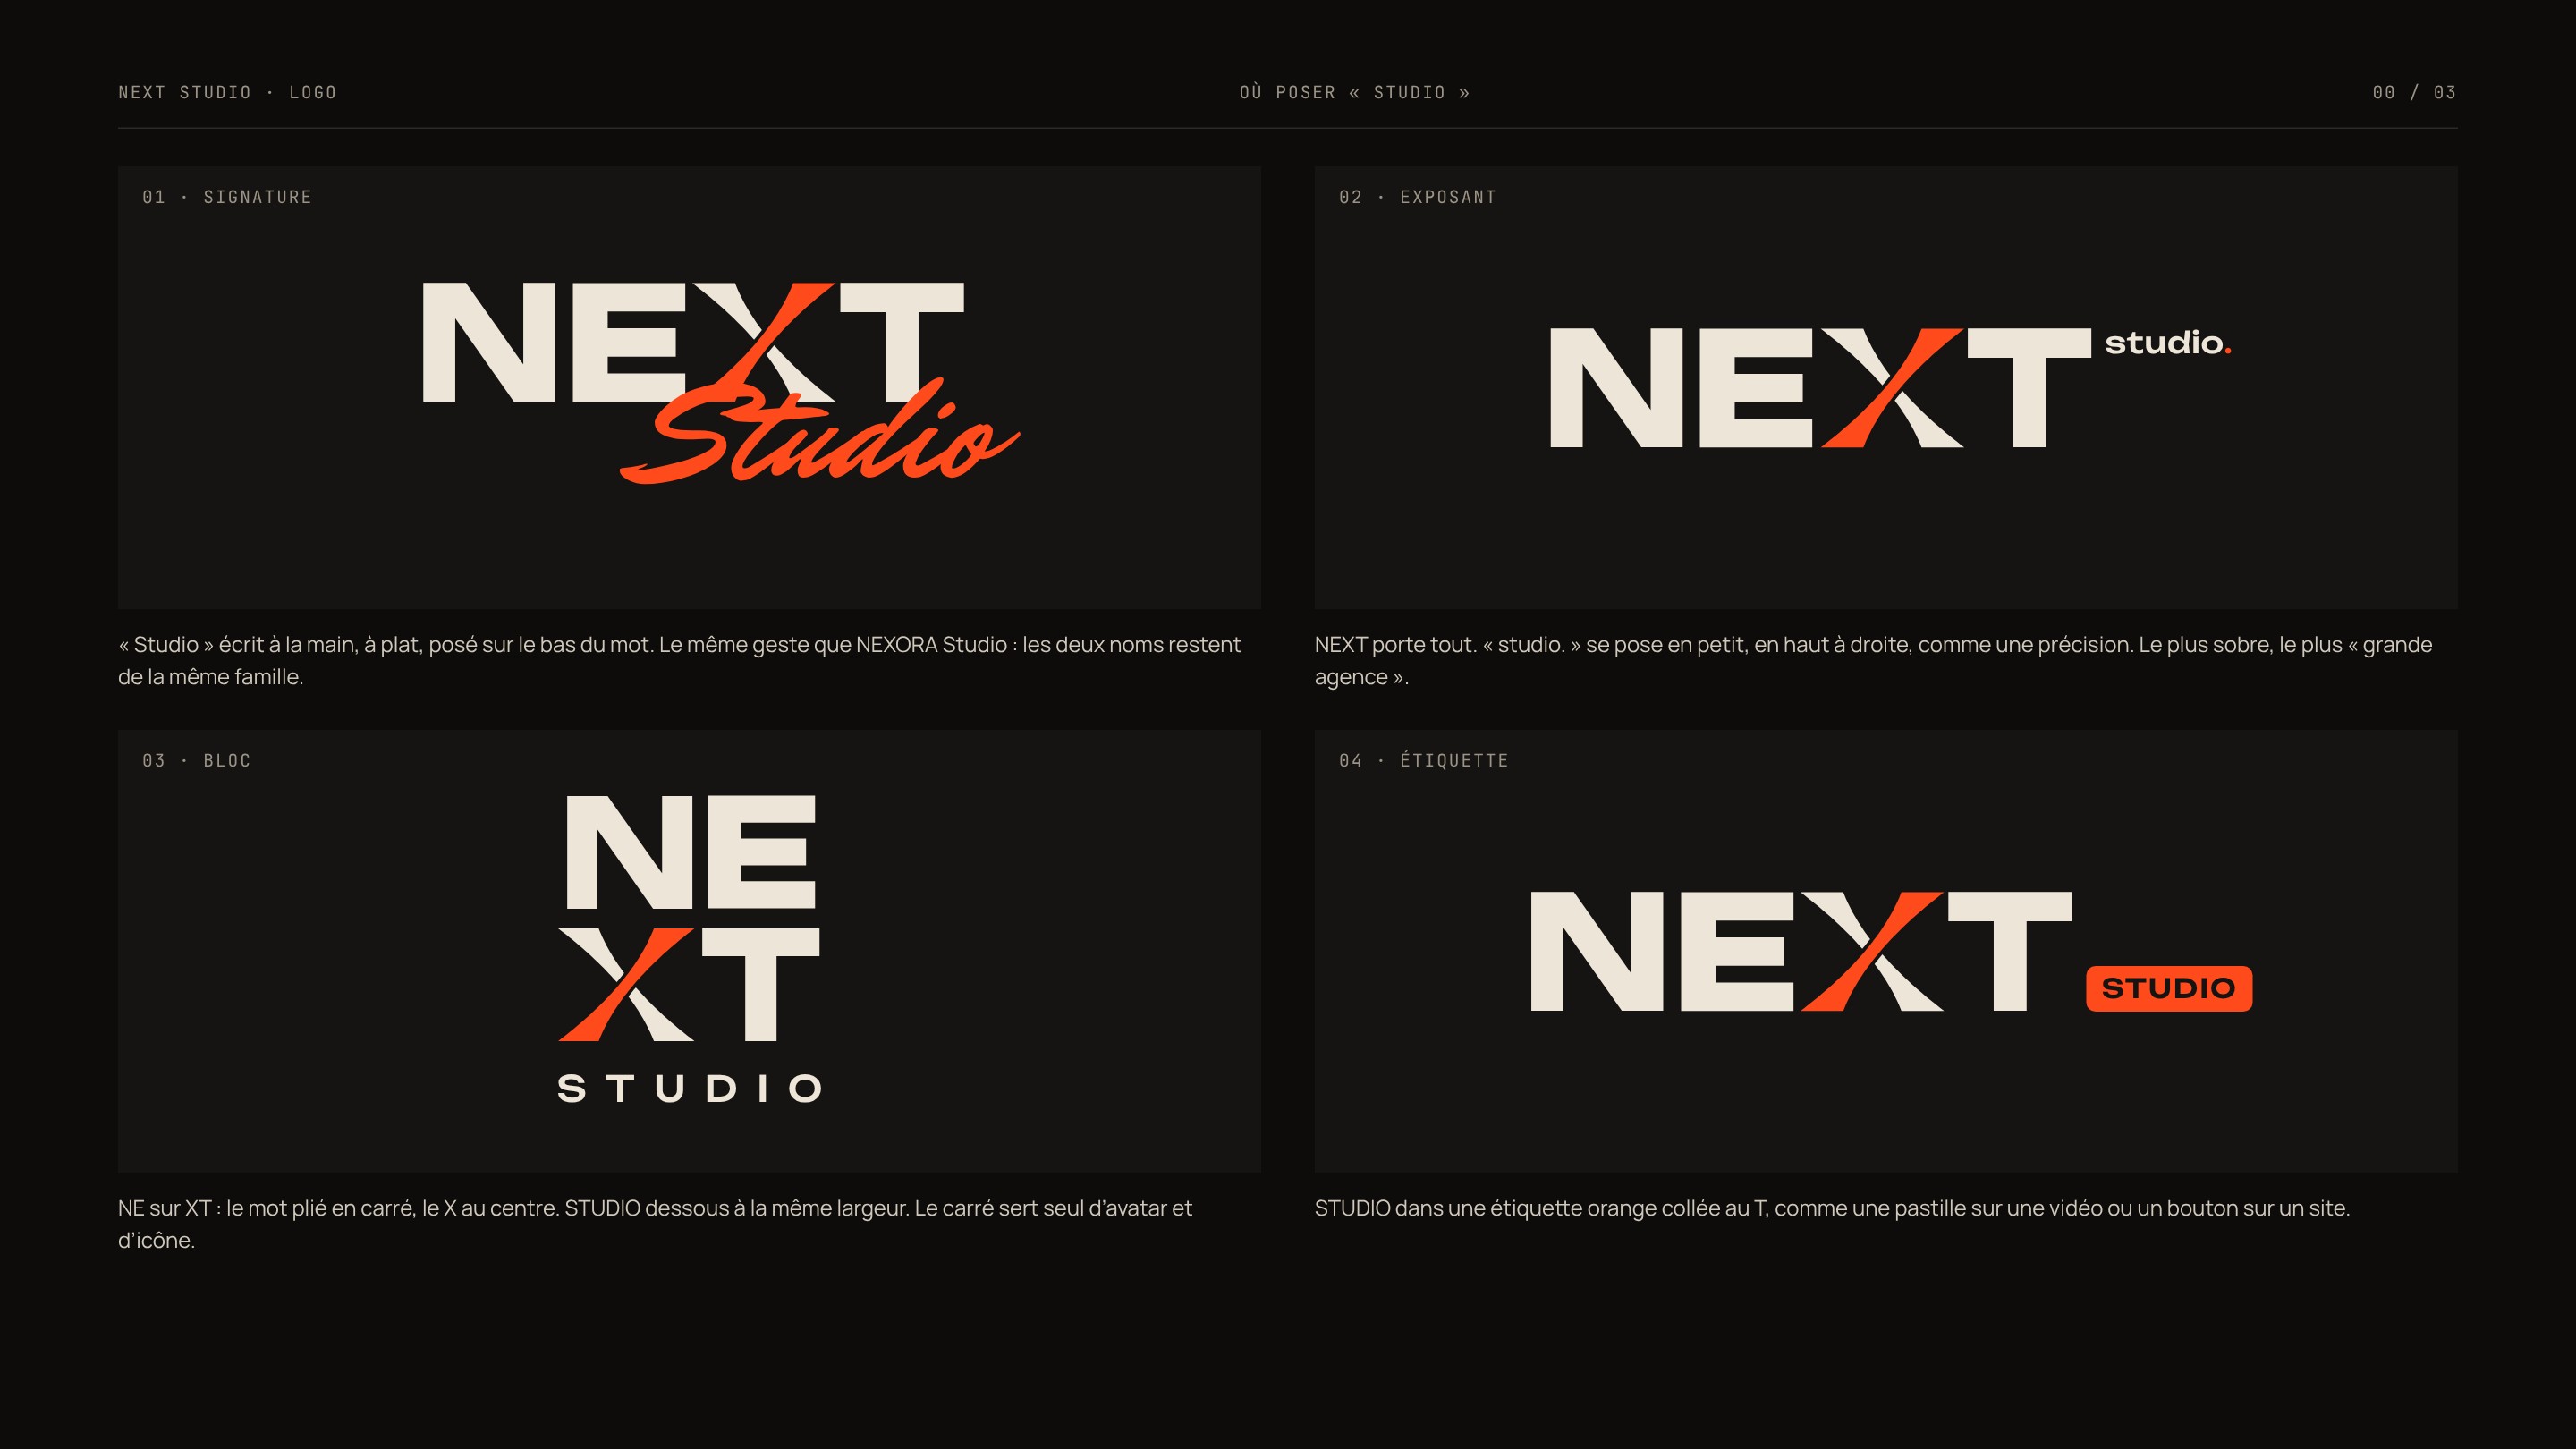 NEXT STUDIO · LOGO
OÙ POSER « STUDIO »
00 / 03
01 · SIGNATURE
NEXT
Studio
« Studio » écrit à la main, à plat, posé sur le bas du mot. Le même geste que NEXORA Studio : les deux noms restent
de la même famille.
02 · EXPOSANT
NEXT studio.
NEXT porte tout. « studio. » se pose en petit, en haut à droite, comme une précision. Le plus sobre, le plus « grande
agence ».
03 · BLOC
NE
XT
STUDIO
NE sur XT : le mot plié en carré, le X au centre. STUDIO dessous à la même largeur. Le carré sert seul d’avatar et
d’icône.
04 · ÉTIQUETTE
NEXT STUDIO
STUDIO dans une étiquette orange collée au T, comme une pastille sur une vidéo ou un bouton sur un site.